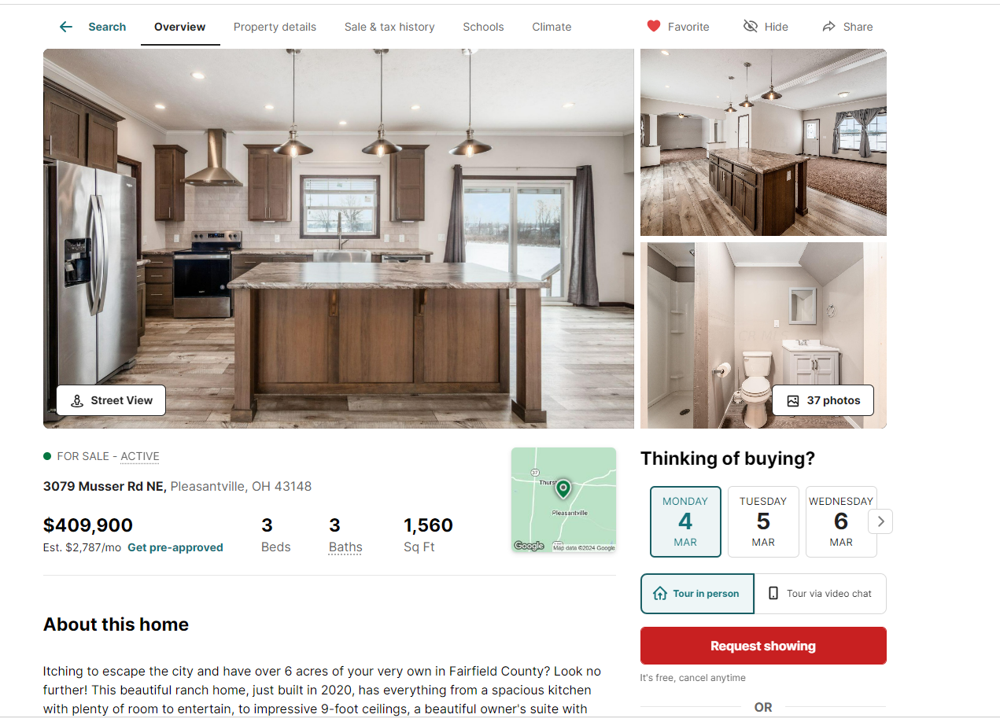 Search
Overview
Property details
Sale & tax history
Schools
Climate
Favorite
Hide
Share
Street View
37 photos
FOR SALE - ACTIVE
3079 Musser Rd NE, Pleasantville, OH 43148
$409,900
Est. $2,787/mo Get pre-approved
3
Beds
3
Baths
1,560
Sq Ft
37
Thurst
Pleasantville
Google
Map data ©2024 Google
About this home
Itching to escape the city and have over 6 acres of your very own in Fairfield County? Look no
further! This beautiful ranch home, just built in 2020, has everything from a spacious kitchen
with plenty of room to entertain, to impressive 9-foot ceilings, a beautiful owner's suite with
Thinking of buying?
MONDAY
4
MAR
TUESDAY
5
MAR
WEDNESDAY
6
MAR
Tour in person
Tour via video chat
Request showing
It's free, cancel anytime
OR